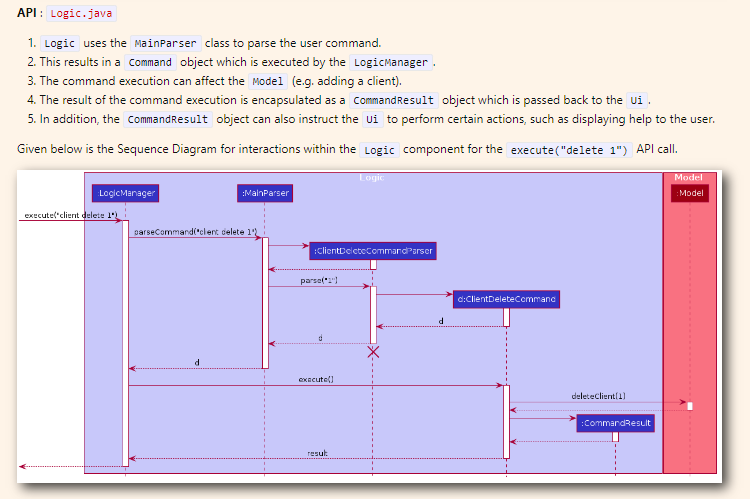 API : Logic.java
1. Logic uses the MainParser class to parse the user command.
2. This results in a Command object which is executed by the LogicManager .
3. The command execution can affect the Model (e.g. adding a client).
4. The result of the command execution is encapsulated as a CommandResult object which is passed back to the Ui .
5. In addition, the CommandResult object can also instruct the Ui to perform certain actions, such as displaying help to the user.
Given below is the Sequence Diagram for interactions within the Logic component for the execute("delete 1") API call.
Logic
Model
:LogicManager
:MainParser
:Model
execute("client delete 1")
parseCommand("client delete 1")
:ClientDeleteCommandParser
parse("1")
d:ClientDeleteCommand
d
d
d
execute()
deleteClient(1)
:CommandResult
result